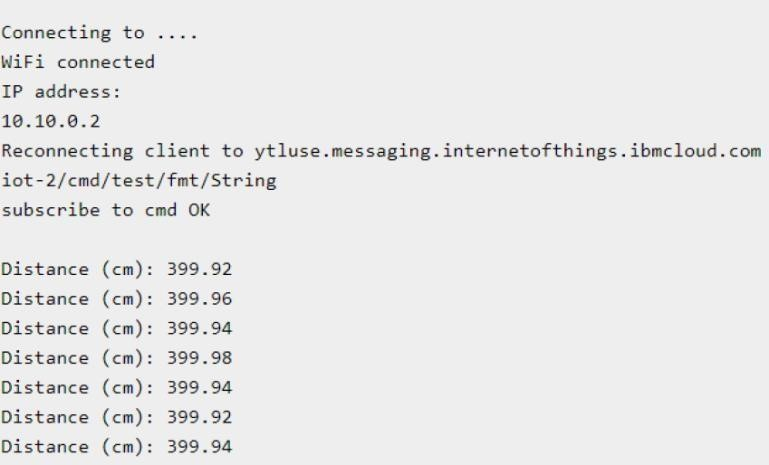 Connecting to ....
WiFi connected
IP address:
10.10.0.2
Reconnecting client to ytluse.messaging.internetofthings.ibmcloud.com
iot-2/cmd/test/fmt/String
subscribe to cmd OK
Distance (cm): 399.92
Distance (cm): 399.96
Distance (cm): 399.94
Distance (cm): 399.98
Distance (cm): 399.94
Distance (cm): 399.92
Distance (cm): 399.94